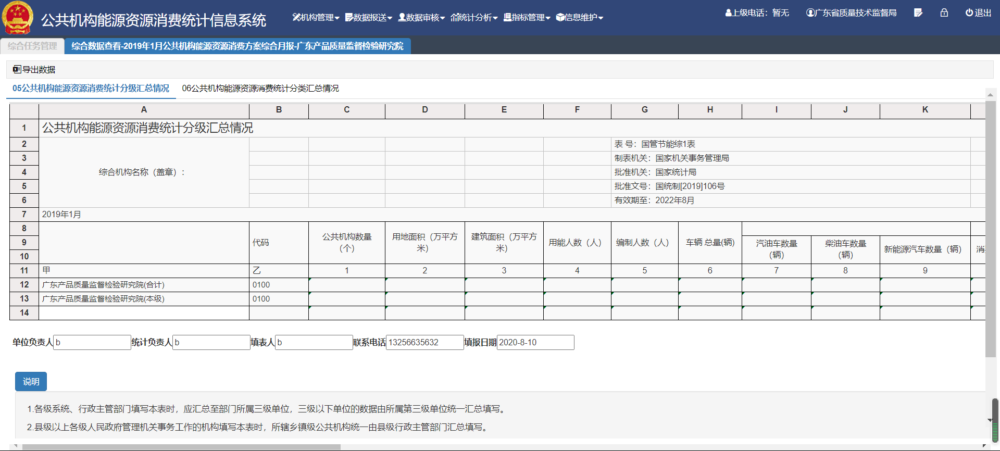 公共机构能源资源消费统计信息系统 机构管理 数据报送 数据审核 统计分析 指标管理 信息维护 上级电话：暂无 广东省质量技术监督局 退出
综合任务管理 综合数据查看-2019年1月公共机构能源资源消费方案综合月报-广东产品质量监督检验研究院
导出数据
05公共机构能源资源消费统计分级汇总情况 06公共机构能源资源消费统计分类汇总情况
A B C D E F G H I J K
1 公共机构能源资源消费统计分级汇总情况
2 表 号：国管节能综1表
3 制表机关：国家机关事务管理局
4 综合机构名称（盖章）： 批准机关：国家统计局
5 批准文号：国统制[2019]106号
6 有效期至：2022年8月
7 2019年1月
8
9 代码 公共机构数量（个） 用地面积（万平方米） 建筑面积（万平方米） 用能人数（人） 编制人数（人） 车辆 总量(辆) 汽油车数量（辆） 柴油车数量（辆） 新能源汽车数量（辆）
10
11 甲 乙 1 2 3 4 5 6 7 8 9
12 广东产品质量监督检验研究院(合计) 0100
13 广东产品质量监督检验研究院(本级) 0100
14
单位负责人 b 统计负责人 b 填表人 b 联系电话 13256635632 填报日期 2020-8-10
说明
1.各级系统、行政主管部门填写本表时，应汇总至部门所属三级单位，三级以下单位的数据由所属第三级单位统一汇总填写。
2.县级以上各级人民政府管理机关事务工作的机构填写本表时，所辖乡镇级公共机构统一由县级行政主管部门汇总填写。